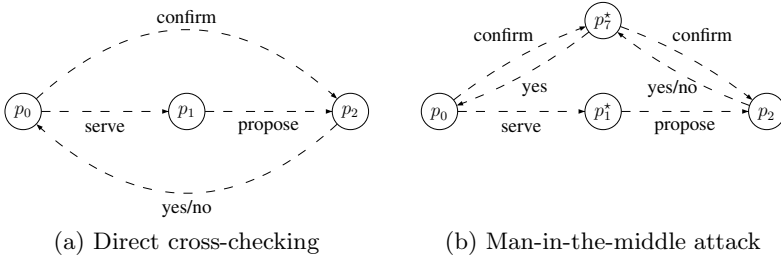 confirm
p₀
p₁
p₂
serve
propose
yes/no
(a) Direct cross-checking
p₇⋆
confirm
confirm
yes
yes/no
p₀
p₁⋆
p₂
serve
propose
(b) Man-in-the-middle attack